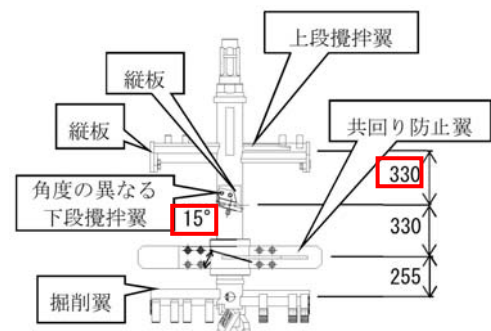 上段攪拌翼
縦板
縦板
共回り防止翼
330
角度の異なる
下段攪拌翼
15°
330
255
掘削翼